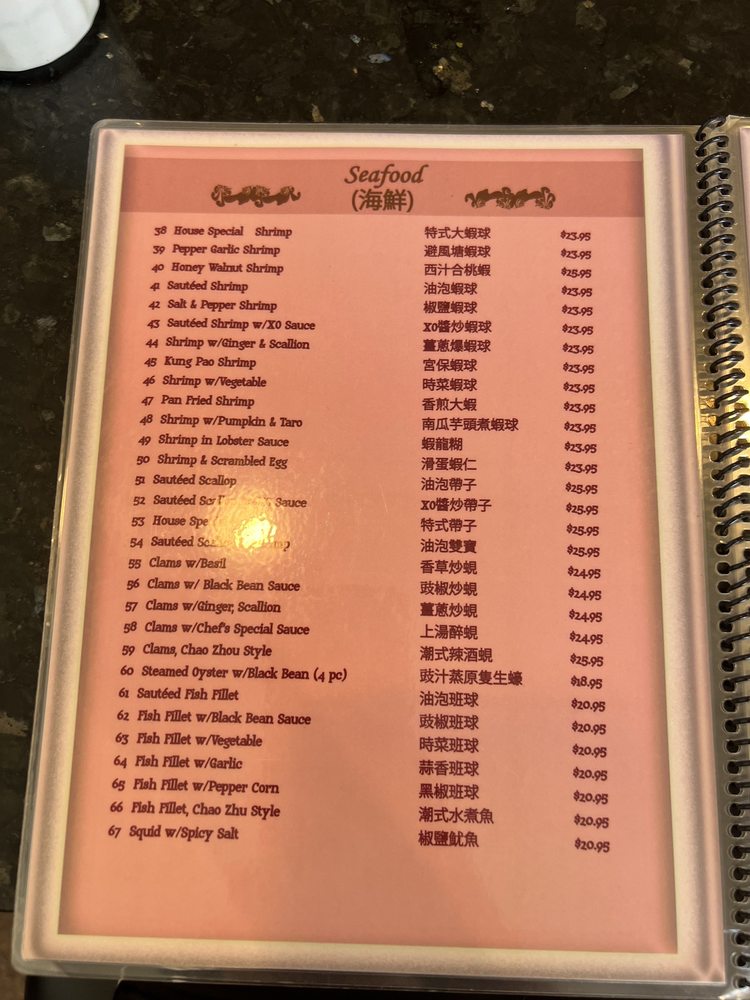 Seafood
(海鮮)
38 House Special Shrimp 特式大蝦球 $23.95
39 Pepper Garlic Shrimp 避風塘蝦球 $23.95
40 Honey Walnut Shrimp 西汁合桃蝦 $25.95
41 Sautéed Shrimp 油泡蝦球 $23.95
42 Salt & Pepper Shrimp 椒鹽蝦球 $23.95
43 Sautéed Shrimp w/XO Sauce XO醬炒蝦球 $23.95
44 Shrimp w/Ginger & Scallion 薑蔥爆蝦球 $23.95
45 Kung Pao Shrimp 宮保蝦球 $23.95
46 Shrimp w/Vegetable 時菜蝦球 $23.95
47 Pan Fried Shrimp 香煎大蝦 $23.95
48 Shrimp w/Pumpkin & Taro 南瓜芋頭煮蝦球 $23.95
49 Shrimp in Lobster Sauce 蝦龍糊 $23.95
50 Shrimp & Scrambled Egg 滑蛋蝦仁 $23.95
51 Sautéed Scallop 油泡帶子 $25.95
52 Sautéed Sauce XO醬炒帶子 $25.95
53 House 特式帶子 $25.95
54 Sautéed 油泡雙寶 $25.95
55 Clams w/Basil 香草炒蜆 $24.95
56 Clams w/ Black Bean Sauce 豉椒炒蜆 $24.95
57 Clams w/Ginger, Scallion 薑蔥炒蜆 $24.95
58 Clams w/Chef's Special Sauce 上湯醉蜆 $24.95
59 Clams, Chao Zhou Style 潮式辣酒蜆 $25.95
60 Steamed Oyster w/Black Bean (4 pc) 豉汁蒸原隻生蠔 $18.95
61 Sautéed Fish Fillet 油泡班球 $20.95
62 Fish Fillet w/Black Bean Sauce 豉椒班球 $20.95
63 Fish Fillet w/Vegetable 時菜班球 $20.95
64 Fish Fillet w/Garlic 蒜香班球 $20.95
65 Fish Fillet w/Pepper Corn 黑椒班球 $20.95
66 Fish Fillet, Chao Zhu Style 潮式水煮魚 $20.95
67 Squid w/Spicy Salt 椒鹽魷魚 $20.95